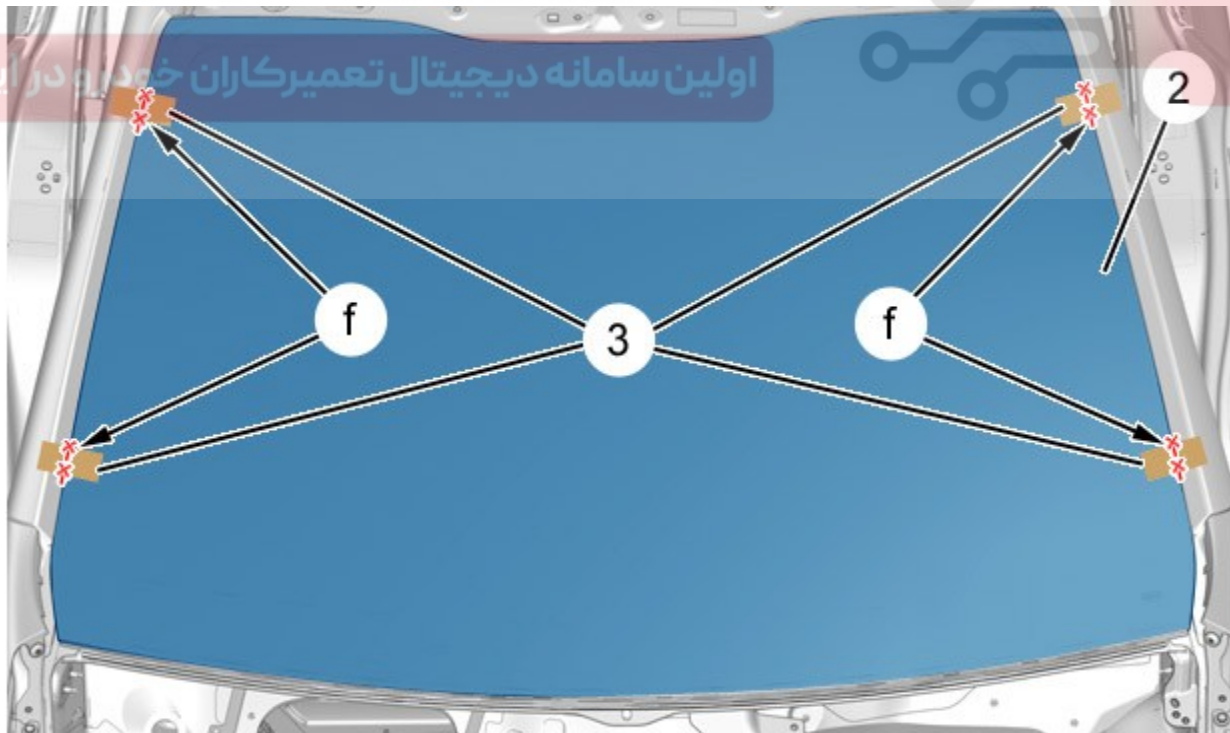 اولین سامانه دیجیتال تعمیرکاران خودرو در
2
f
f
3